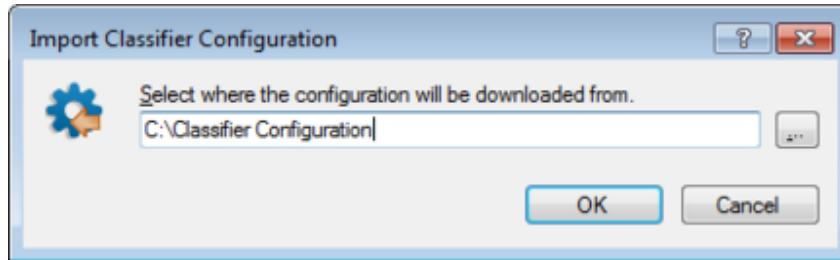 Import Classifier Configuration
?
Select where the configuration will be downloaded from.
C:\Classifier Configuration
...
OK
Cancel